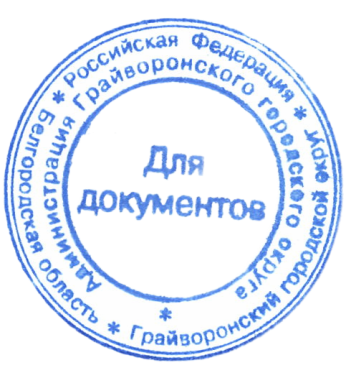 * Российская Федерация * Белгородская область * Грайворонский городской округ
Администрация Грайворонского городского округа *
Для
документов